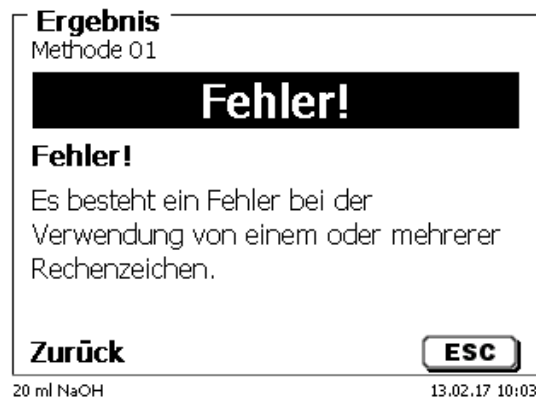 Ergebnis
Methode 01
Fehler!
Fehler!
Es besteht ein Fehler bei der
Verwendung von einem oder mehrerer
Rechenzeichen.
Zurück ESC
20 ml NaOH 13.02.17 10:03